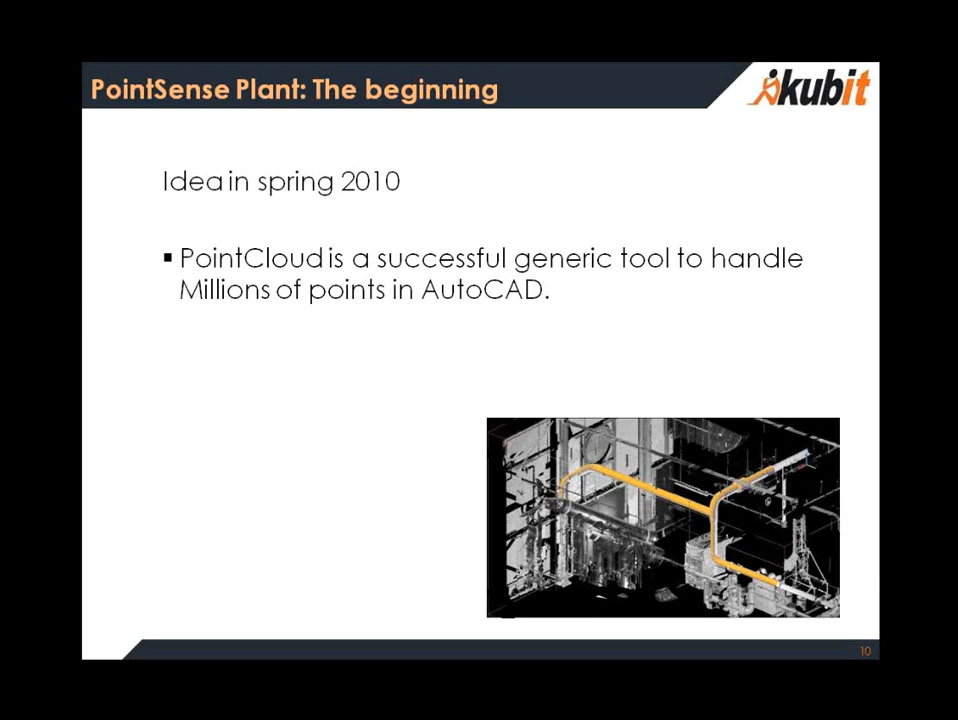 PointSense Plant: The beginning
kubit
Idea in spring 2010
▪ PointCloud is a successful generic tool to handle
Millions of points in AutoCAD.
10